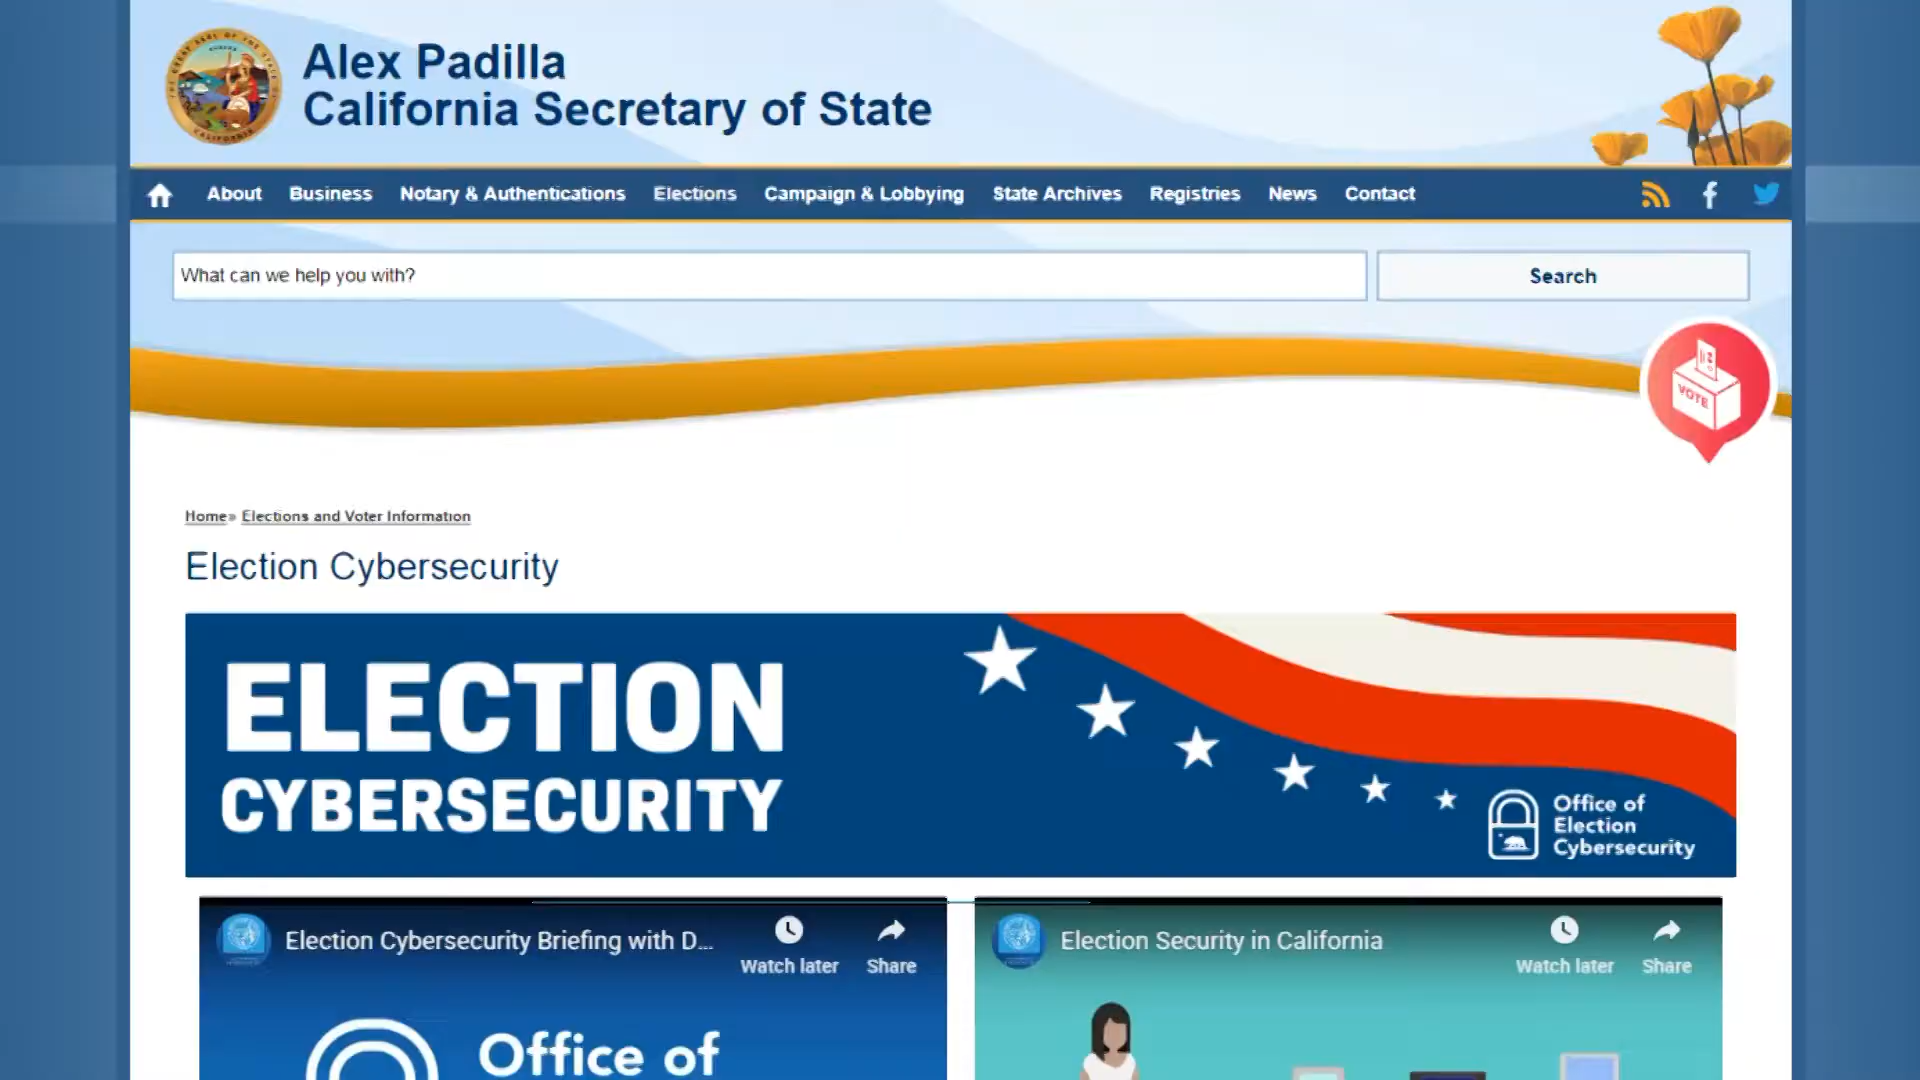 Alex Padilla
California Secretary of State
About Business Notary & Authentications Elections Campaign & Lobbying State Archives Registries News Contact
What can we help you with? Search
VOTE
Home» Elections and Voter Information
Election Cybersecurity
ELECTION
CYBERSECURITY
Office of
Election
Cybersecurity
Election Cybersecurity Briefing with D...
Watch later Share
Office of
Election Security in California
Watch later Share